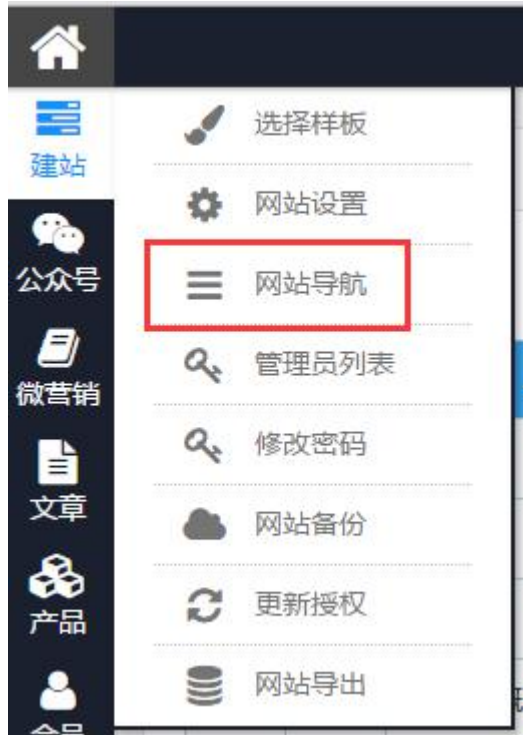 建站
公众号
微营销
文章
产品
会员
选择样板
网站设置
网站导航
管理员列表
修改密码
网站备份
更新授权
网站导出